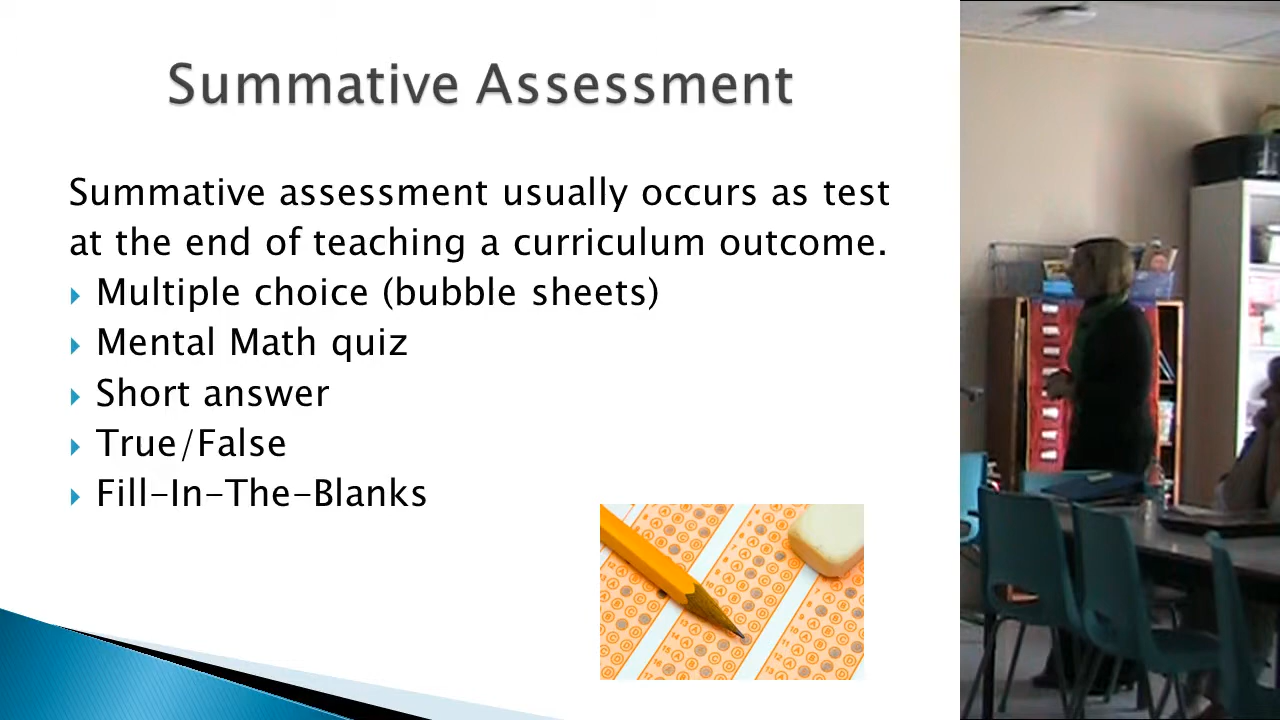 Summative Assessment
Summative assessment usually occurs as test
at the end of teaching a curriculum outcome.
Multiple choice (bubble sheets)
Mental Math quiz
Short answer
True/False
Fill-In-The-Blanks